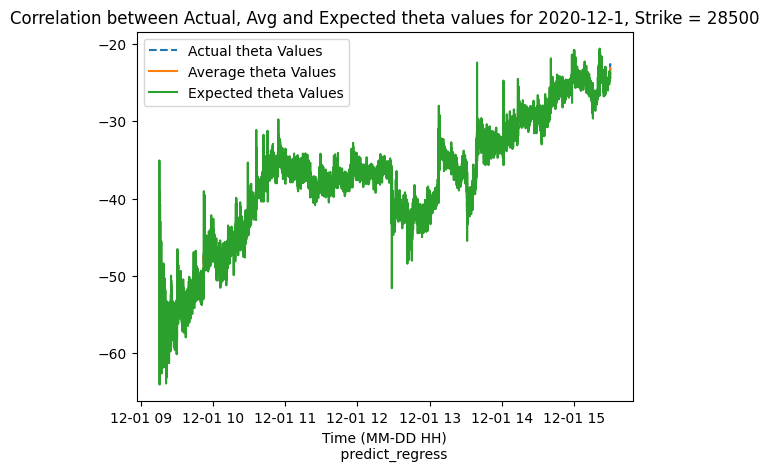 Correlation between Actual, Avg and Expected theta values for 2020-12-1, Strike = 28500
Actual theta Values
Average theta Values
Expected theta Values
−20
−30
−40
−50
−60
12-01 09 12-01 10 12-01 11 12-01 12 12-01 13 12-01 14 12-01 15
Time (MM-DD HH)
predict_regress